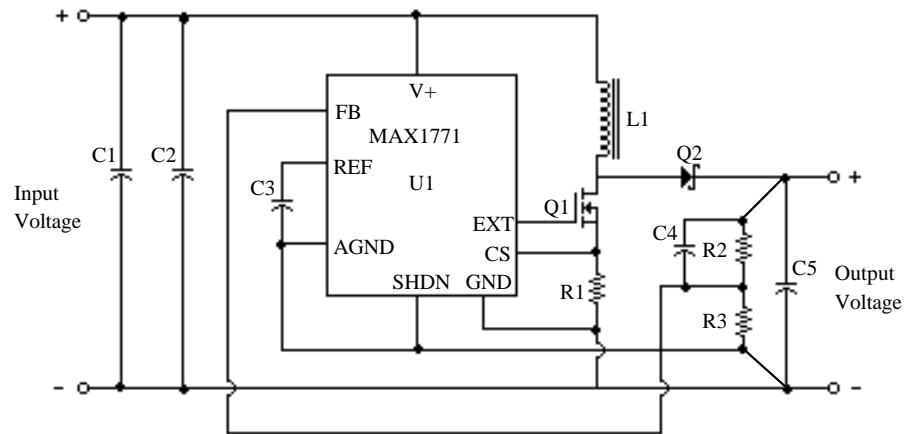 +
V+
FB
MAX1771
L1
C1
C2
REF
Q2
+
C3
U1
Input
Voltage
Q1
EXT
C4
R2
AGND
CS
C5
Output
Voltage
SHDN
GND
R1
R3
−
−